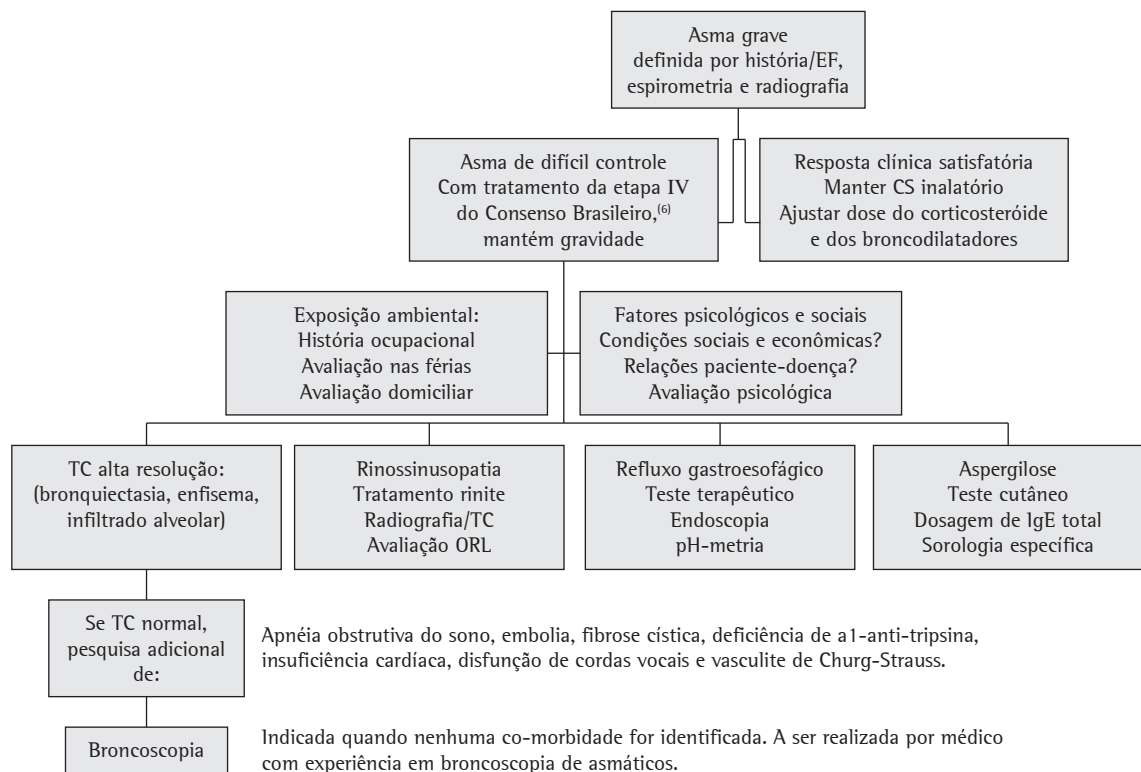 Asma grave
definida por história/EF,
espirometria e radiografia
Asma de difícil controle
Com tratamento da etapa IV
do Consenso Brasileiro,(6)
mantém gravidade
Resposta clínica satisfatória
Manter CS inalatório
Ajustar dose do corticosteróide
e dos broncodilatadores
Exposição ambiental:
História ocupacional
Avaliação nas férias
Avaliação domiciliar
Fatores psicológicos e sociais
Condições sociais e econômicas?
Relações paciente-doença?
Avaliação psicológica
TC alta resolução:
(bronquiectasia, enfisema,
infiltrado alveolar)
Rinossinusopatia
Tratamento rinite
Radiografia/TC
Avaliação ORL
Refluxo gastroesofágico
Teste terapêutico
Endoscopia
pH-metria
Aspergilose
Teste cutâneo
Dosagem de IgE total
Sorologia específica
Se TC normal,
pesquisa adicional
de:
Apnéia obstrutiva do sono, embolia, fibrose cística, deficiência de a1-anti-tripsina,
insuficiência cardíaca, disfunção de cordas vocais e vasculite de Churg-Strauss.
Broncoscopia
Indicada quando nenhuma co-morbidade for identificada. A ser realizada por médico
com experiência em broncoscopia de asmáticos.